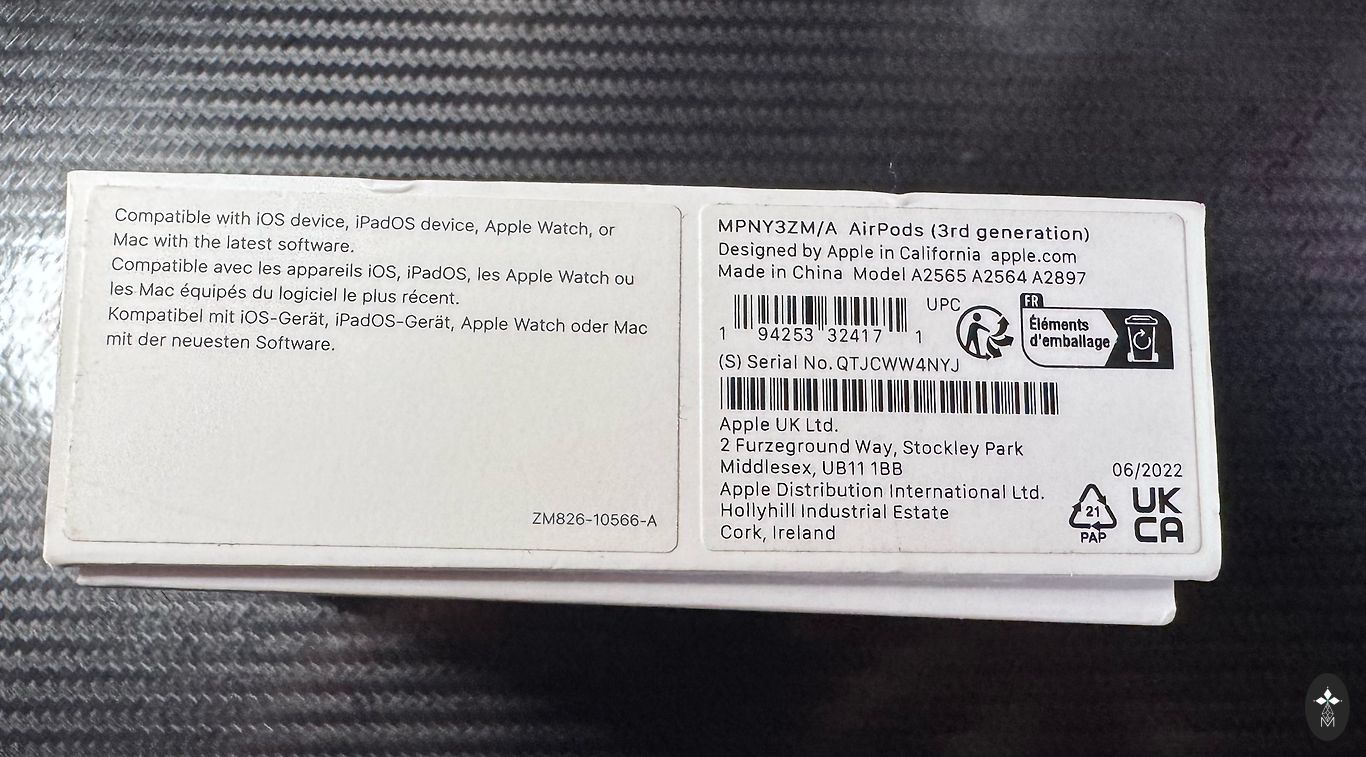 Compatible with iOS device, iPadOS device, Apple Watch, or
Mac with the latest software.
Compatible avec les appareils iOS, iPadOS, les Apple Watch ou
les Mac équipés du logiciel le plus récent.
Kompatibel mit iOS-Gerät, iPadOS-Gerät, Apple Watch oder Mac
mit der neuesten Software.
ZM826-10566-A
MPNY3ZM/A AirPods (3rd generation)
Designed by Apple in California apple.com
Made in China Model A2565 A2564 A2897
UPC
1 94253 32417 1
FR
Éléments
d'emballage
(S) Serial No. QTJCWW4NYJ
Apple UK Ltd.
2 Furzeground Way, Stockley Park
Middlesex, UB11 1BB
Apple Distribution International Ltd.
Hollyhill Industrial Estate
Cork, Ireland
06/2022
21
PAP
UK
CA
M